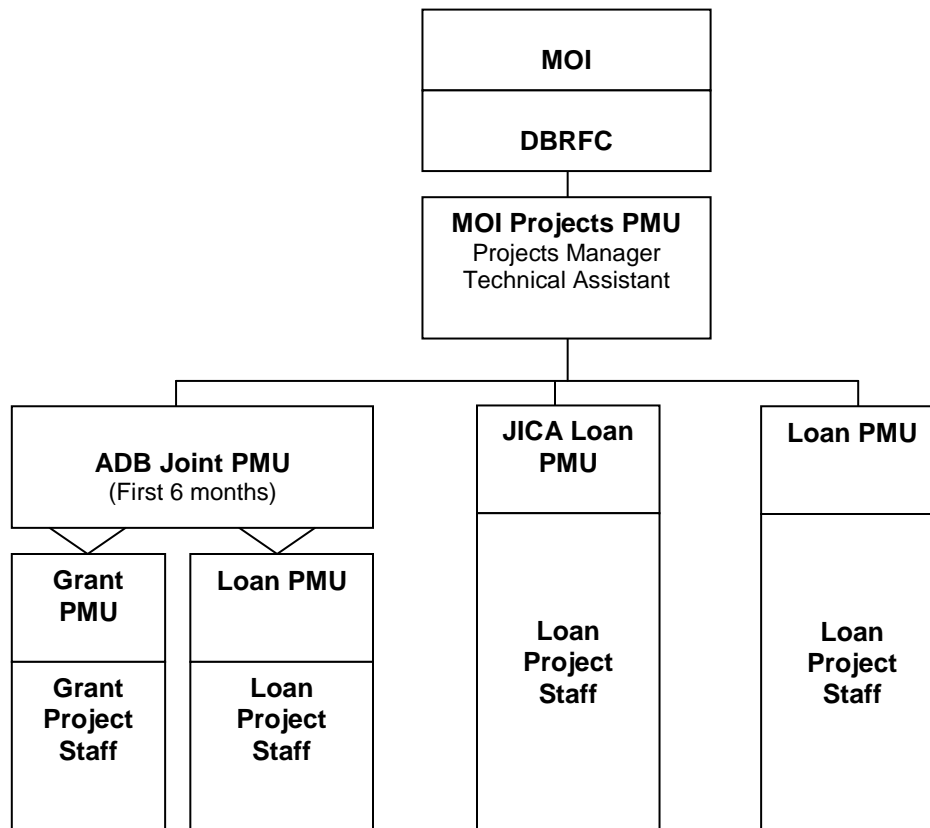 MOI
DBRFC
MOI Projects PMU
Projects Manager
Technical Assistant
ADB Joint PMU
(First 6 months)
JICA Loan
PMU
Loan PMU
Grant
PMU
Loan PMU
Grant
Project
Staff
Loan
Project
Staff
Loan
Project
Staff
Loan
Project
Staff